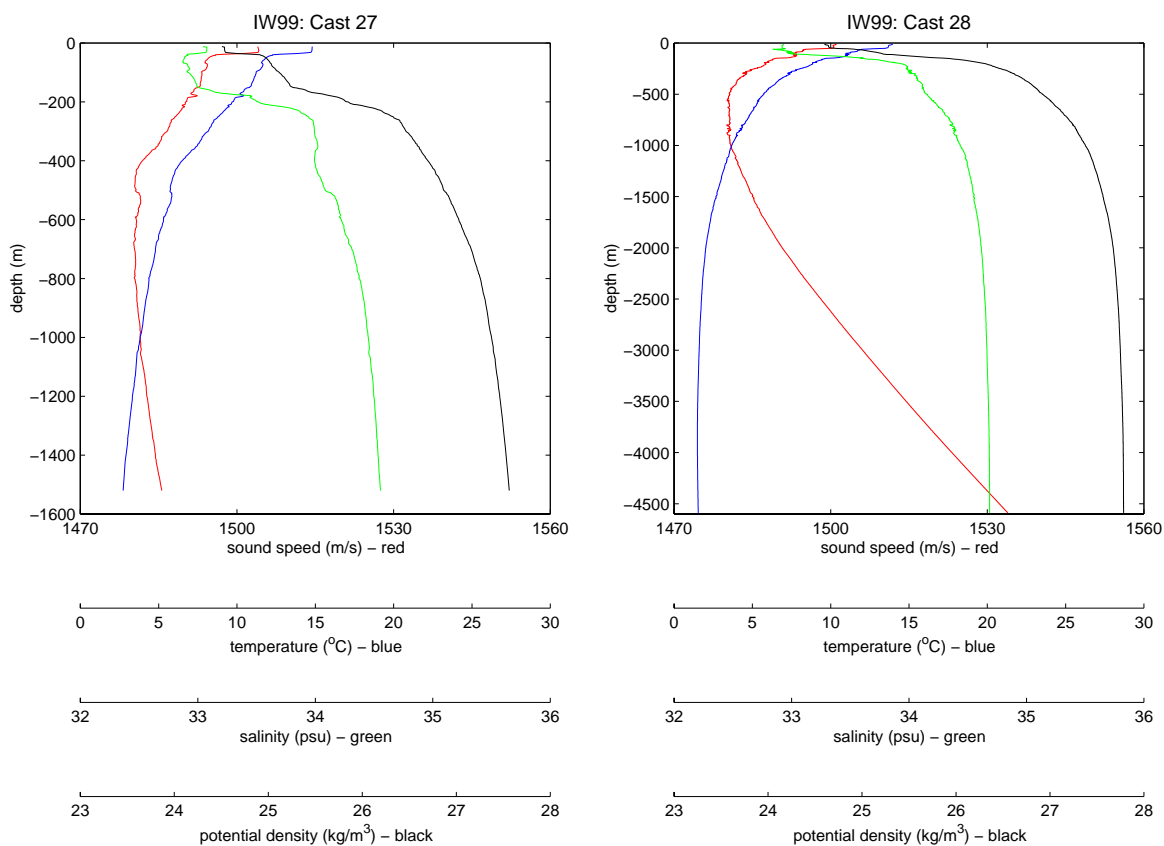 IW99: Cast 27
0
−200
−400
−600
−800
−1000
−1200
−1400
−1600
depth (m)
1470 1500 1530 1560
sound speed (m/s) − red
0 5 10 15 20 25 30
temperature (°C) − blue
32 33 34 35 36
salinity (psu) − green
23 24 25 26 27 28
potential density (kg/m³) − black
IW99: Cast 28
0
−500
−1000
−1500
−2000
−2500
−3000
−3500
−4000
−4500
depth (m)
1470 1500 1530 1560
sound speed (m/s) − red
0 5 10 15 20 25 30
temperature (°C) − blue
32 33 34 35 36
salinity (psu) − green
23 24 25 26 27 28
potential density (kg/m³) − black